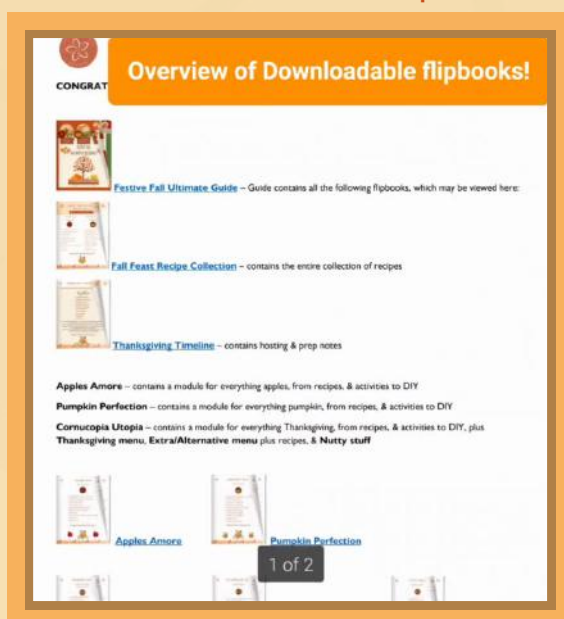 Overview of Downloadable flipbooks!
CONGRAT
Festive Fall Ultimate Guide – Guide contains all the following flipbooks, which may be viewed here:
Fall Feast Recipe Collection – contains the entire collection of recipes
Thanksgiving Timeline – contains hosting & prep notes
Apples Amore – contains a module for everything apples, from recipes, & activities to DIY
Pumpkin Perfection – contains a module for everything pumpkin, from recipes, & activities to DIY
Cornucopia Utopia – contains a module for everything Thanksgiving, from recipes, & activities to DIY, plus
Thanksgiving menu, Extra/Alternative menu plus recipes, & Nutty stuff
Apples Amore
Pumpkin Perfection
1 of 2